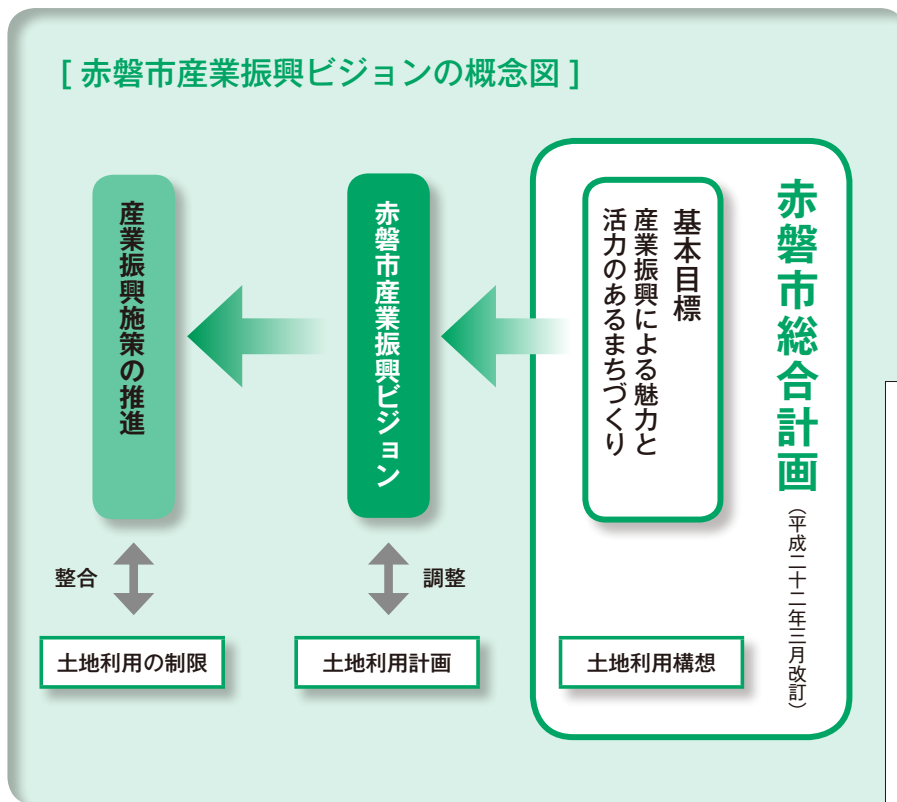 [ 赤磐市産業振興ビジョンの概念図 ]
赤磐市総合計画
（平成二十二年三月改訂）
基本目標
産業振興による魅力と
活力のあるまちづくり
土地利用構想
赤磐市産業振興ビジョン
調整
土地利用計画
産業振興施策の推進
整合
土地利用の制限